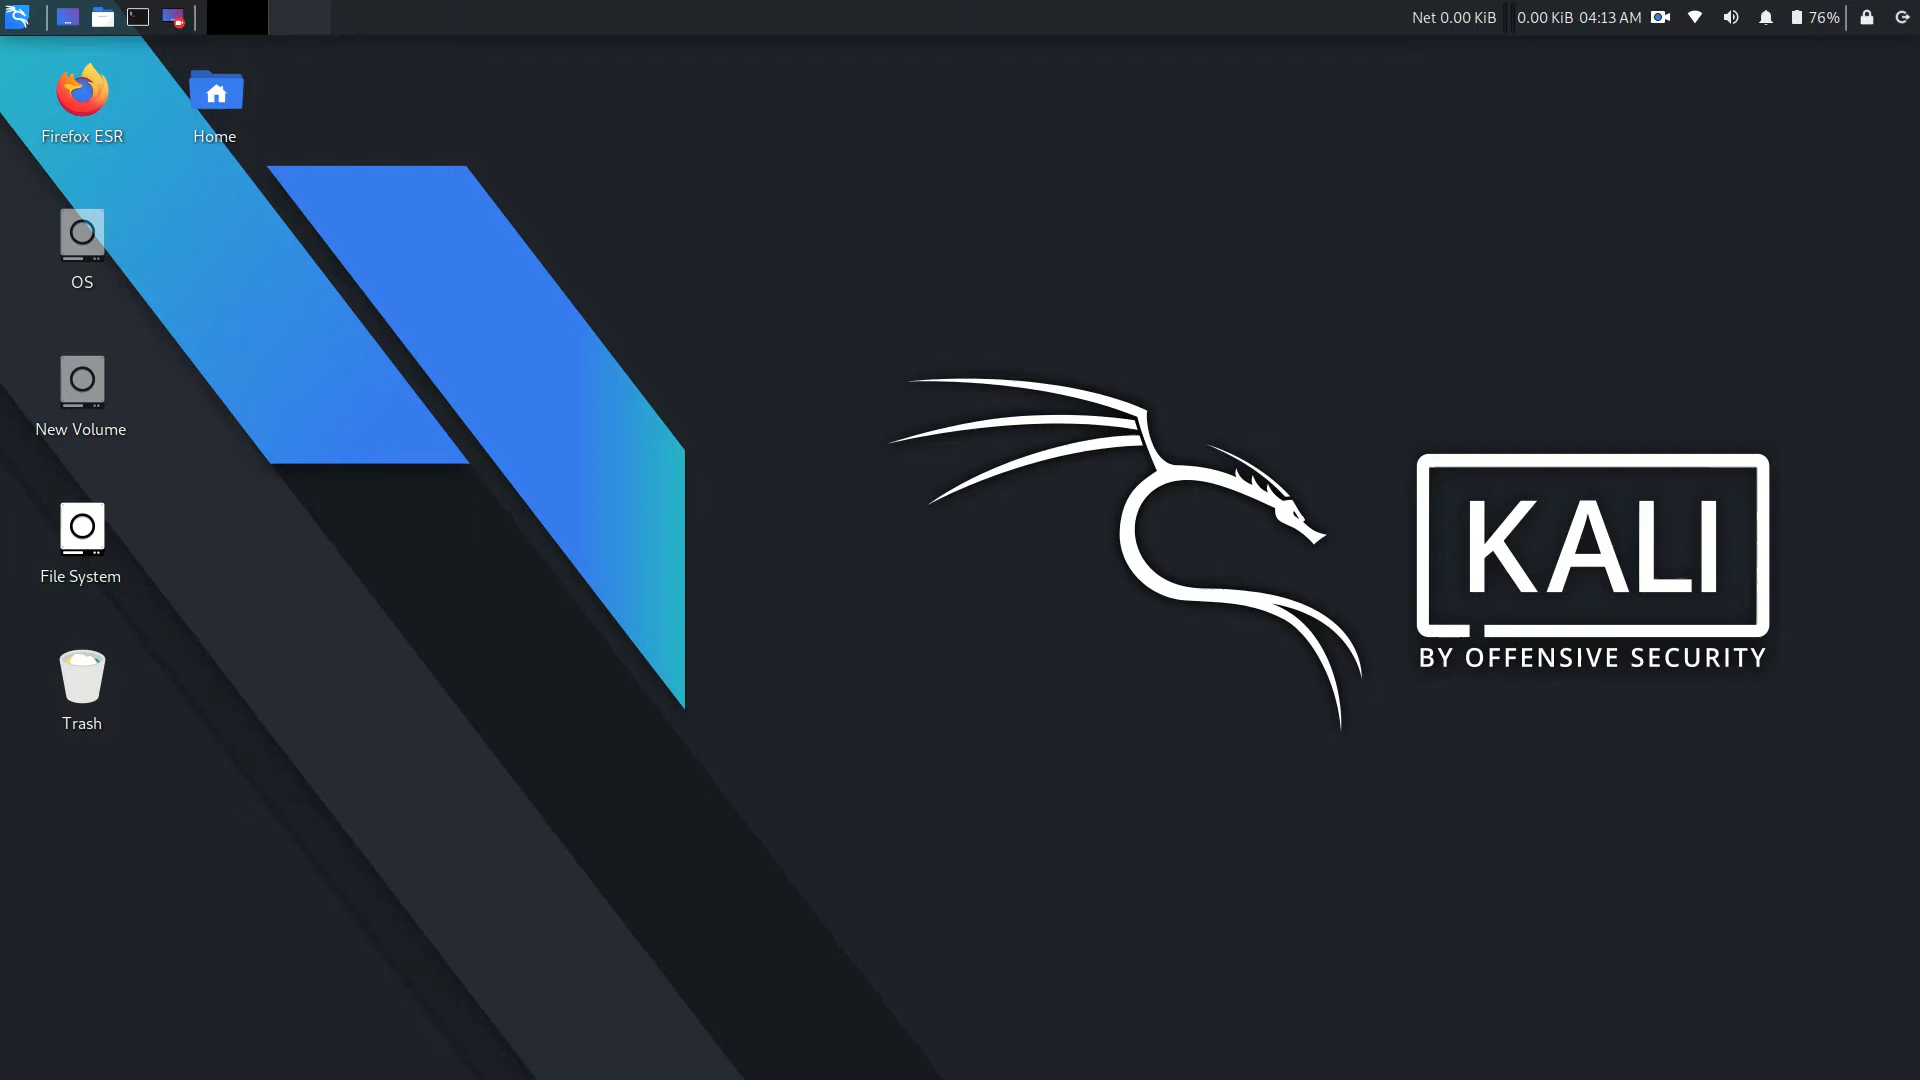 Net 0.00 KiB 0.00 KiB 04:13 AM 76%
Firefox ESR
Home
OS
New Volume
File System
Trash
KALI
BY OFFENSIVE SECURITY